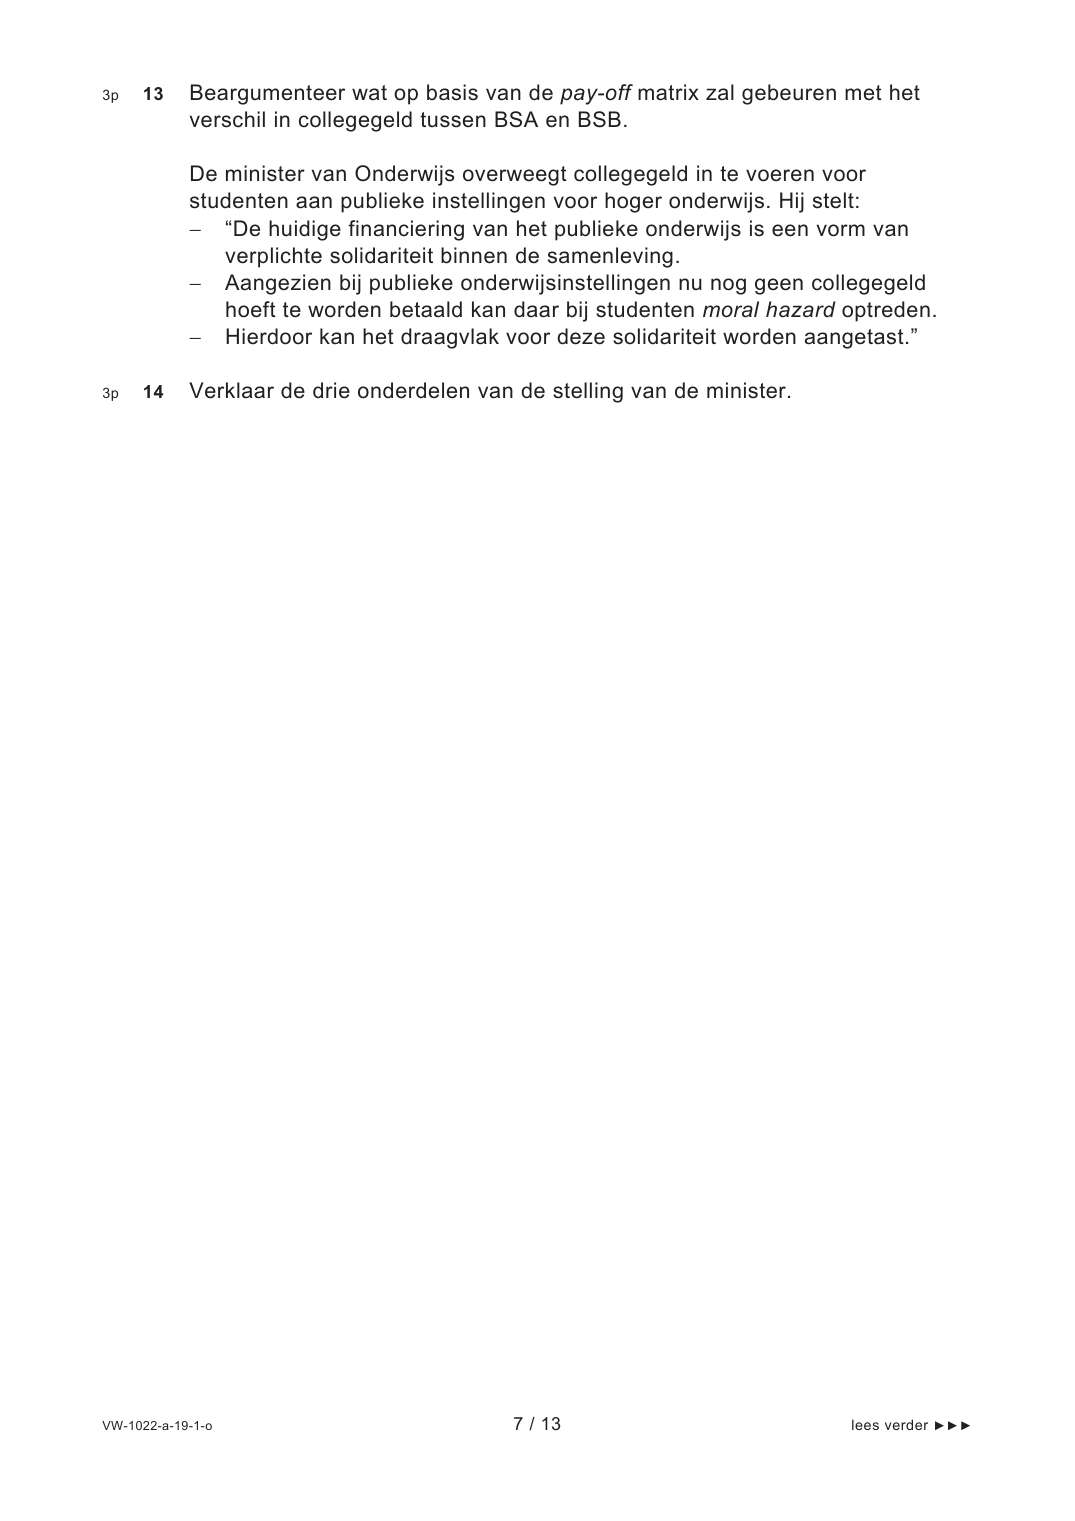 3p 13 Beargumenteer wat op basis van de pay-off matrix zal gebeuren met het
verschil in collegegeld tussen BSA en BSB.
De minister van Onderwijs overweegt collegegeld in te voeren voor
studenten aan publieke instellingen voor hoger onderwijs. Hij stelt:
– “De huidige financiering van het publieke onderwijs is een vorm van
verplichte solidariteit binnen de samenleving.
– Aangezien bij publieke onderwijsinstellingen nu nog geen collegegeld
hoeft te worden betaald kan daar bij studenten moral hazard optreden.
– Hierdoor kan het draagvlak voor deze solidariteit worden aangetast.”
3p 14 Verklaar de drie onderdelen van de stelling van de minister.
VW-1022-a-19-1-o 7 / 13 lees verder ►►►